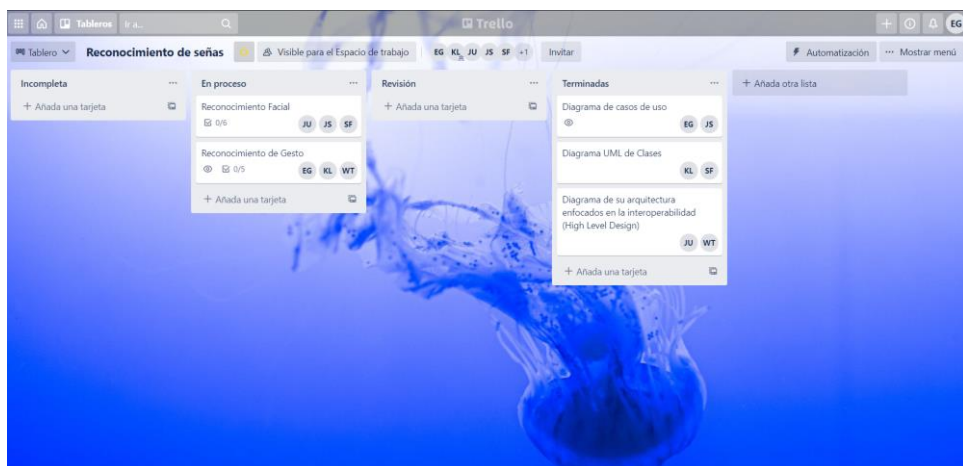 Tableros Ir a... Trello EG
Tablero Reconocimiento de señas Visible para el Espacio de trabajo EG KL JU JS SF +1 Invitar Automatización ··· Mostrar menú
Incompleta ···
+ Añada una tarjeta
En proceso ···
Reconocimiento Facial
0/6 JU JS SF
Reconocimiento de Gesto
0/5 EG KL WT
+ Añada una tarjeta
Revisión ···
+ Añada una tarjeta
Terminadas ···
Diagrama de casos de uso
EG JS
Diagrama UML de Clases
KL SF
Diagrama de su arquitectura
enfocados en la interoperabilidad
(High Level Design)
JU WT
+ Añada una tarjeta
+ Añada otra lista